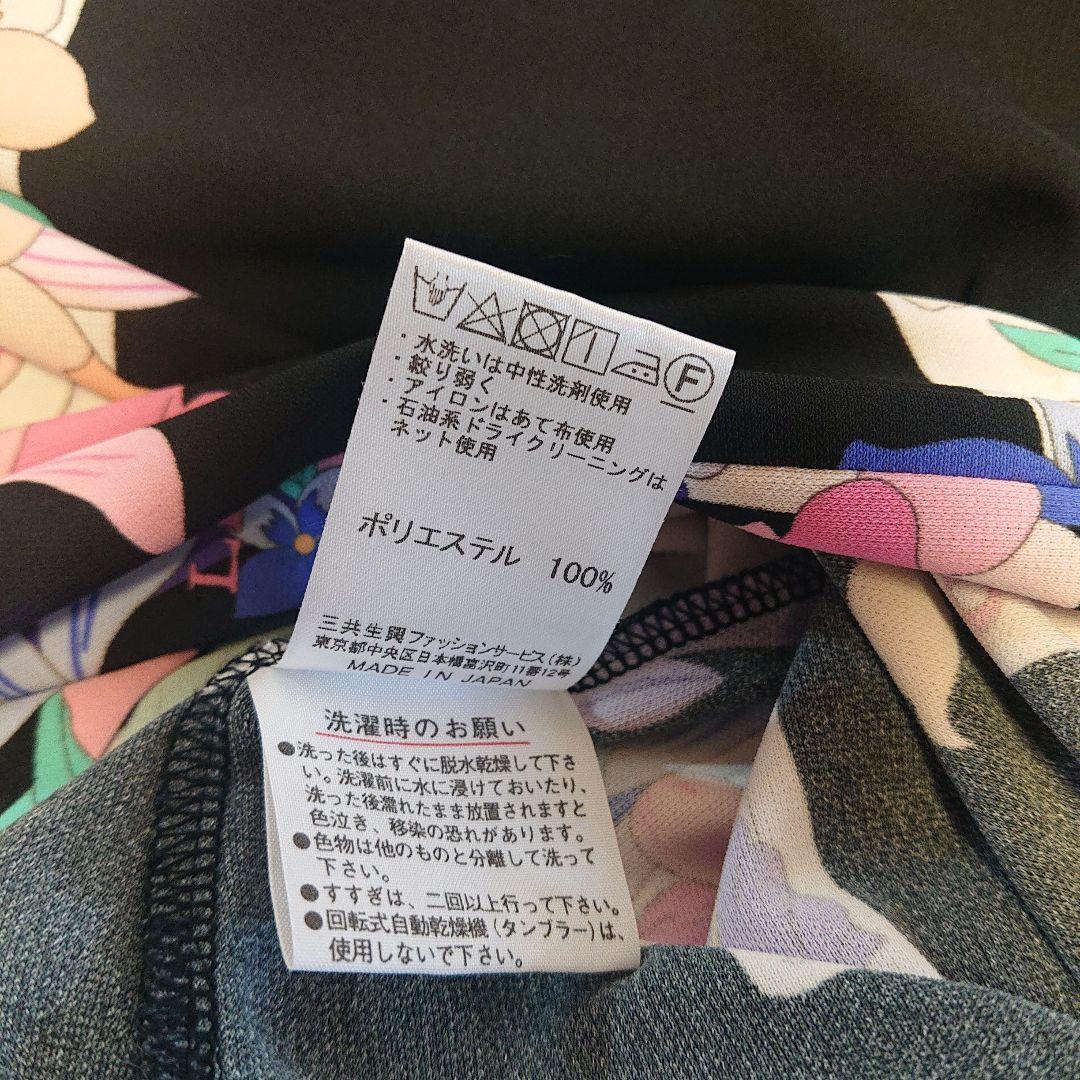 ・水洗いは中性洗剤使用
・絞り弱く
・アイロンはあて布使用
・石油系ドライクリーニングは
ネット使用
ポリエステル 100%
三共生興ファッションサービス(株)
東京都中央区日本橋富沢町11番12号
MADE IN JAPAN
洗濯時のお願い
●洗った後はすぐに脱水乾燥して下さ
い。洗濯前に水に浸けておいたり、
洗った後濡れたまま放置されますと
色泣き、移染の恐れがあります。
●色物は他のものと分離して洗って
下さい。
●すすぎは、二回以上行って下さい。
●回転式自動乾燥機(タンブラー)は、
使用しないで下さい。